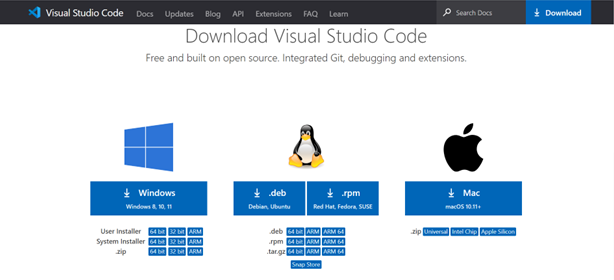 Visual Studio Code Docs Updates Blog API Extensions FAQ Learn Search Docs Download
Download Visual Studio Code
Free and built on open source. Integrated Git, debugging and extensions.
Windows
Windows 8, 10, 11
User Installer 64 bit 32 bit ARM
System Installer 64 bit 32 bit ARM
.zip 64 bit 32 bit ARM
.deb
Debian, Ubuntu
.rpm
Red Hat, Fedora, SUSE
.deb 64 bit ARM ARM 64
.rpm 64 bit ARM ARM 64
.tar.gz 64 bit ARM ARM 64
Snap Store
Mac
macOS 10.11+
.zip Universal Intel Chip Apple Silicon